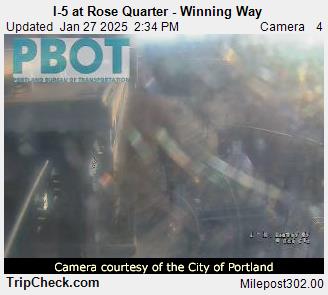 I-5 at Rose Quarter - Winning Way
Updated Jan 27 2025 2:34 PM Camera 4
PBOT
PORTLAND BUREAU OF TRANSPORTATION
Camera courtesy of the City of Portland
TripCheck.com Milepost302.00